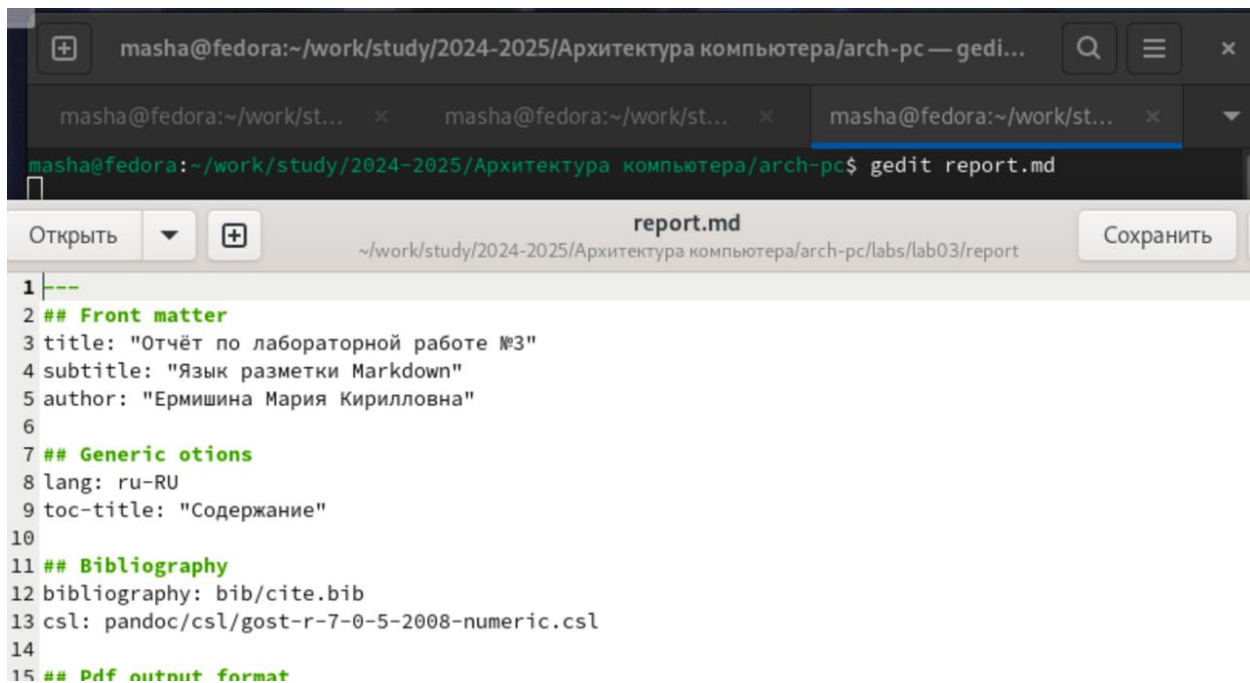 masha@fedora:~/work/study/2024-2025/Архитектура компьютера/arch-pc — gedi...
masha@fedora:~/work/st... × masha@fedora:~/work/st... × masha@fedora:~/work/st... ×
masha@fedora:~/work/study/2024-2025/Архитектура компьютера/arch-pc$ gedit report.md
Открыть report.md Сохранить
~/work/study/2024-2025/Архитектура компьютера/arch-pc/labs/lab03/report
1 ---
2 ## Front matter
3 title: "Отчёт по лабораторной работе №3"
4 subtitle: "Язык разметки Markdown"
5 author: "Ермишина Мария Кирилловна"
6
7 ## Generic otions
8 lang: ru-RU
9 toc-title: "Содержание"
10
11 ## Bibliography
12 bibliography: bib/cite.bib
13 csl: pandoc/csl/gost-r-7-0-5-2008-numeric.csl
14
15 ## Pdf output format